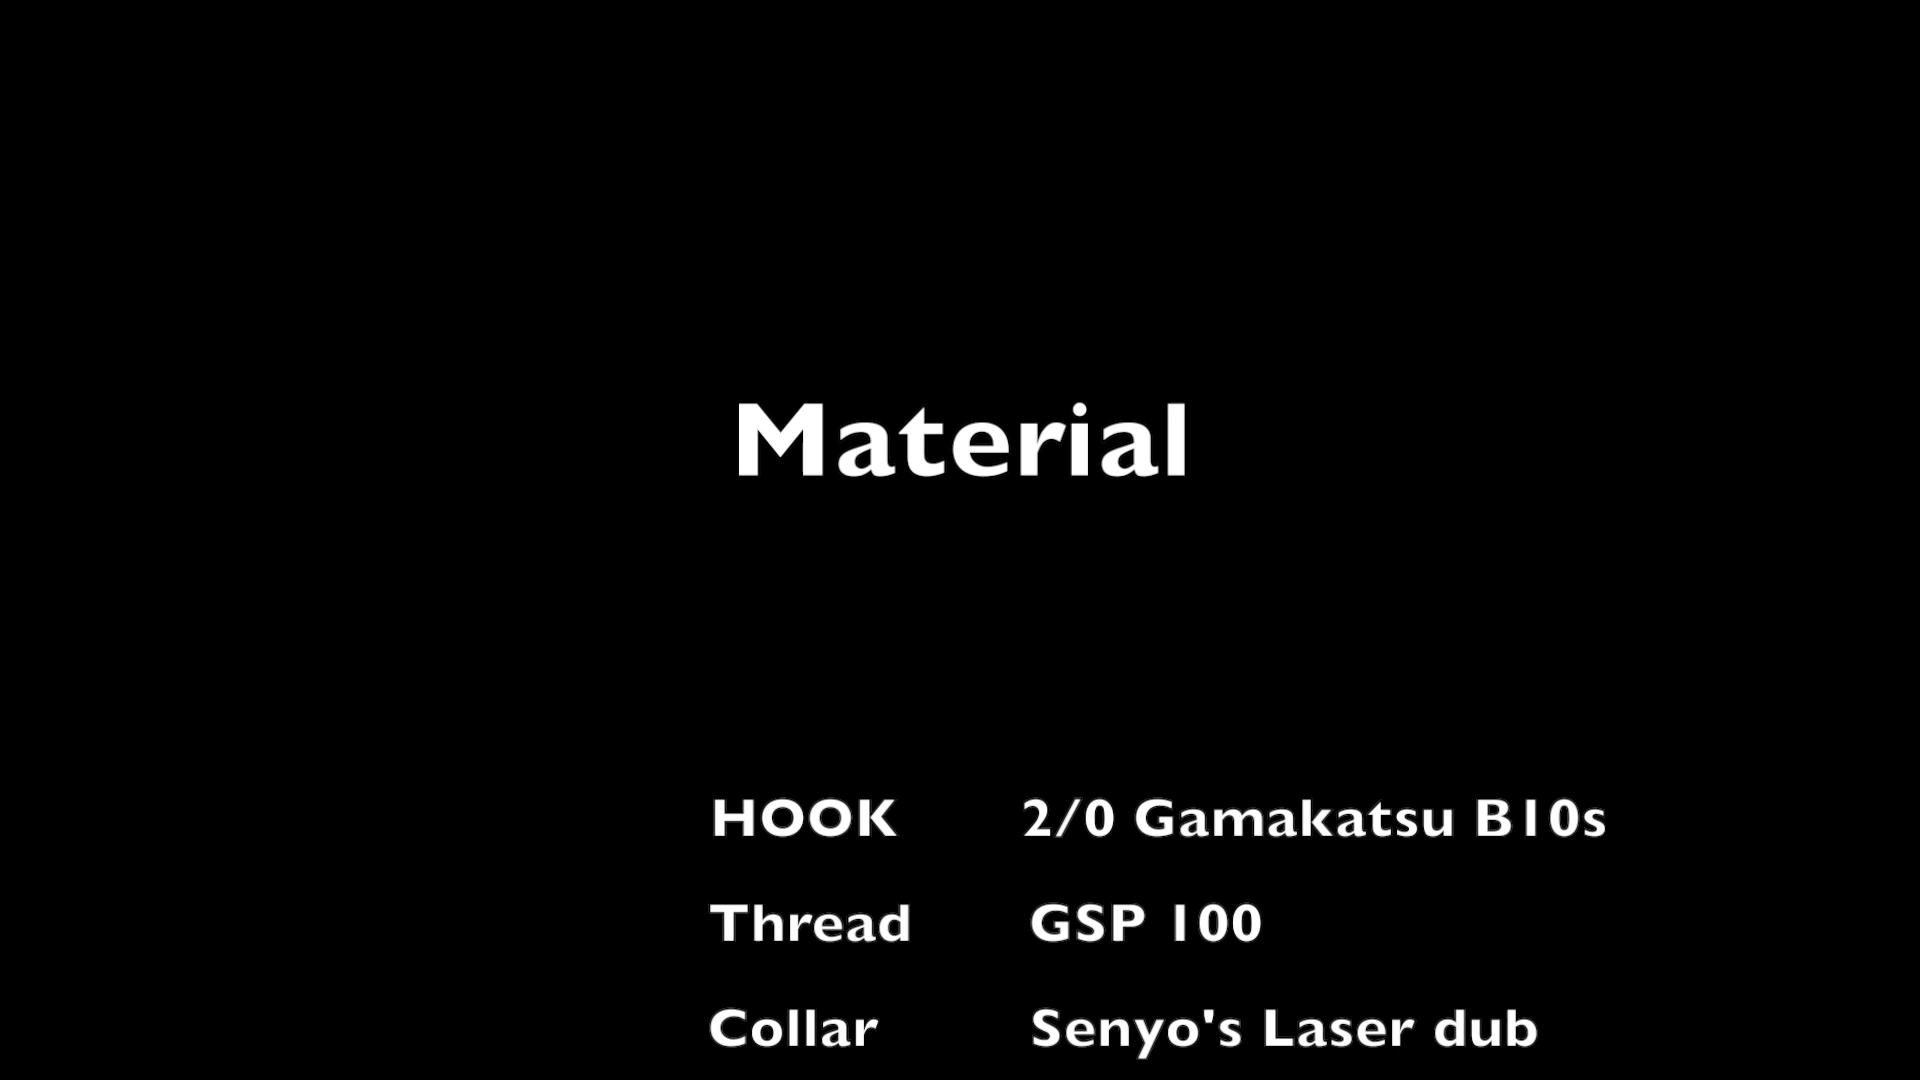 Material
HOOK 2/0 Gamakatsu B10s
Thread GSP 100
Collar Senyo's Laser dub